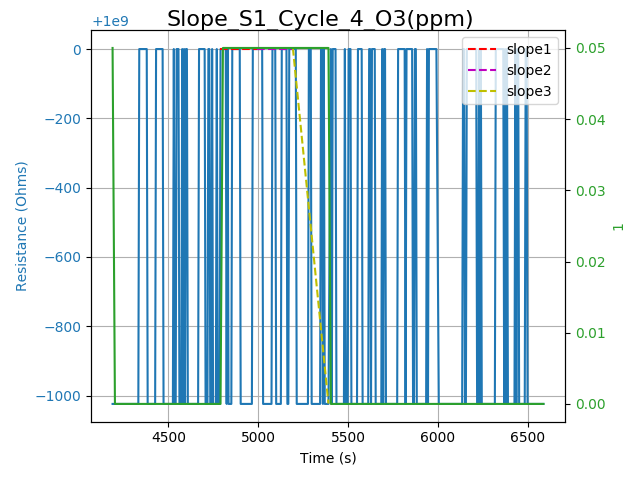 Slope_S1_Cycle_4_O3(ppm)
+1e9
slope1
slope2
slope3
0
−200
−400
−600
−800
−1000
Resistance (Ohms)
0.05
0.04
0.03
0.02
0.01
0.00
1
4500 5000 5500 6000 6500
Time (s)